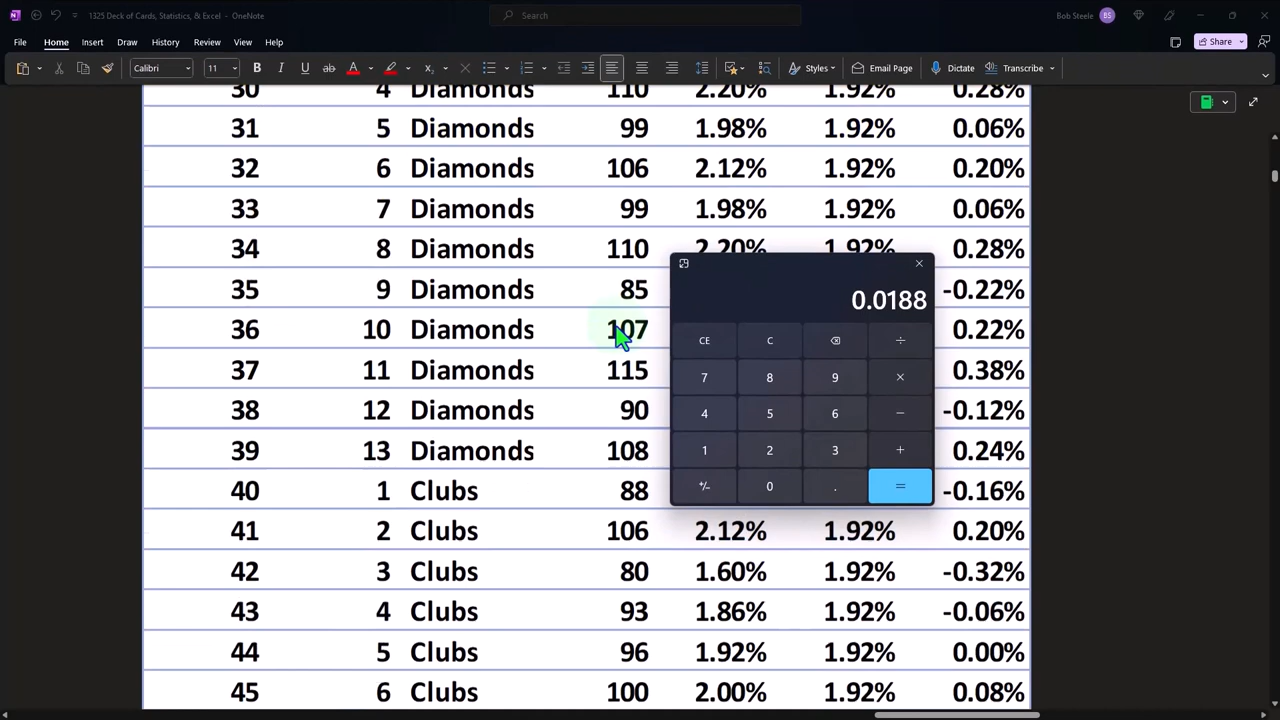 1325 Deck of Cards, Statistics, & Excel - OneNote
Search
Bob Steele BS
File Home Insert Draw History Review View Help
Share
Calibri 11 B I U ab A Styles Email Page Dictate Transcribe
30 4 Diamonds 110 2.20% 1.92% 0.28%
31 5 Diamonds 99 1.98% 1.92% 0.06%
32 6 Diamonds 106 2.12% 1.92% 0.20%
33 7 Diamonds 99 1.98% 1.92% 0.06%
34 8 Diamonds 110 2.20% 1.92% 0.28%
35 9 Diamonds 85 -0.22%
36 10 Diamonds 107 0.22%
37 11 Diamonds 115 0.38%
38 12 Diamonds 90 -0.12%
39 13 Diamonds 108 0.24%
40 1 Clubs 88 -0.16%
41 2 Clubs 106 2.12% 1.92% 0.20%
42 3 Clubs 80 1.60% 1.92% -0.32%
43 4 Clubs 93 1.86% 1.92% -0.06%
44 5 Clubs 96 1.92% 1.92% 0.00%
45 6 Clubs 100 2.00% 1.92% 0.08%
0.0188
CE C ÷
7 8 9 ×
4 5 6 −
1 2 3 +
+/− 0 . =